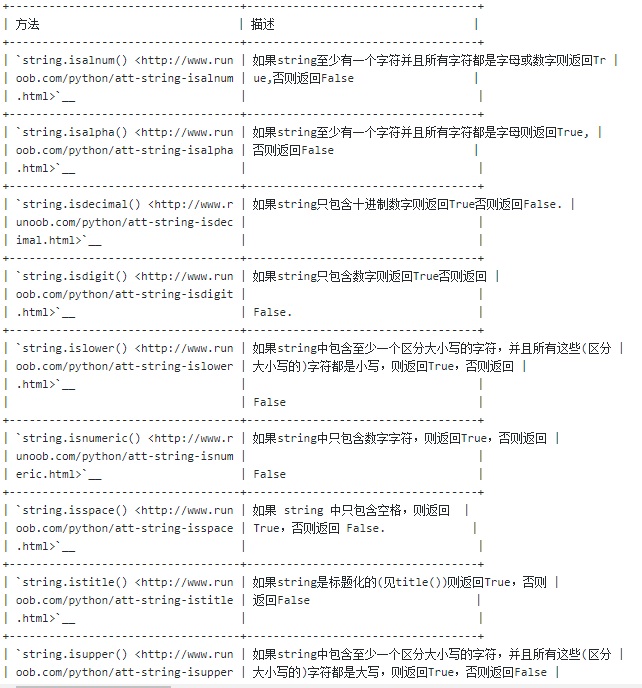 +-----------------------------------+-----------------------------------+
| 方法 | 描述 |
+-----------------------------------+-----------------------------------+
| `string.isalnum() <http://www.run | 如果string至少有一个字符并且所有字符都是字母或数字则返回Tr |
| oob.com/python/att-string-isalnum | ue,否则返回False |
| .html>`__ | |
+-----------------------------------+-----------------------------------+
| `string.isalpha() <http://www.run | 如果string至少有一个字符并且所有字符都是字母则返回True, |
| oob.com/python/att-string-isalpha | 否则返回False |
| .html>`__ | |
+-----------------------------------+-----------------------------------+
| `string.isdecimal() <http://www.r | 如果string只包含十进制数字则返回True否则返回False. |
| unoob.com/python/att-string-isdec | |
| imal.html>`__ | |
+-----------------------------------+-----------------------------------+
| `string.isdigit() <http://www.run | 如果string只包含数字则返回True否则返回 |
| oob.com/python/att-string-isdigit | |
| .html>`__ | False. |
+-----------------------------------+-----------------------------------+
| `string.islower() <http://www.run | 如果string中包含至少一个区分大小写的字符，并且所有这些(区分 |
| oob.com/python/att-string-islower | 大小写的)字符都是小写，则返回True，否则返回 |
| .html>`__ | |
| | False |
+-----------------------------------+-----------------------------------+
| `string.isnumeric() <http://www.r | 如果string中只包含数字字符，则返回True，否则返回 |
| unoob.com/python/att-string-isnum | |
| eric.html>`__ | False |
+-----------------------------------+-----------------------------------+
| `string.isspace() <http://www.run | 如果 string 中只包含空格，则返回 |
| oob.com/python/att-string-isspace | True，否则返回 False. |
| .html>`__ | |
+-----------------------------------+-----------------------------------+
| `string.istitle() <http://www.run | 如果string是标题化的(见title())则返回True，否则 |
| oob.com/python/att-string-istitle | 返回False |
| .html>`__ | |
+-----------------------------------+-----------------------------------+
| `string.isupper() <http://www.run | 如果string中包含至少一个区分大小写的字符，并且所有这些(区分 |
| oob.com/python/att-string-isupper | 大小写的)字符都是大写，则返回True，否则返回False |